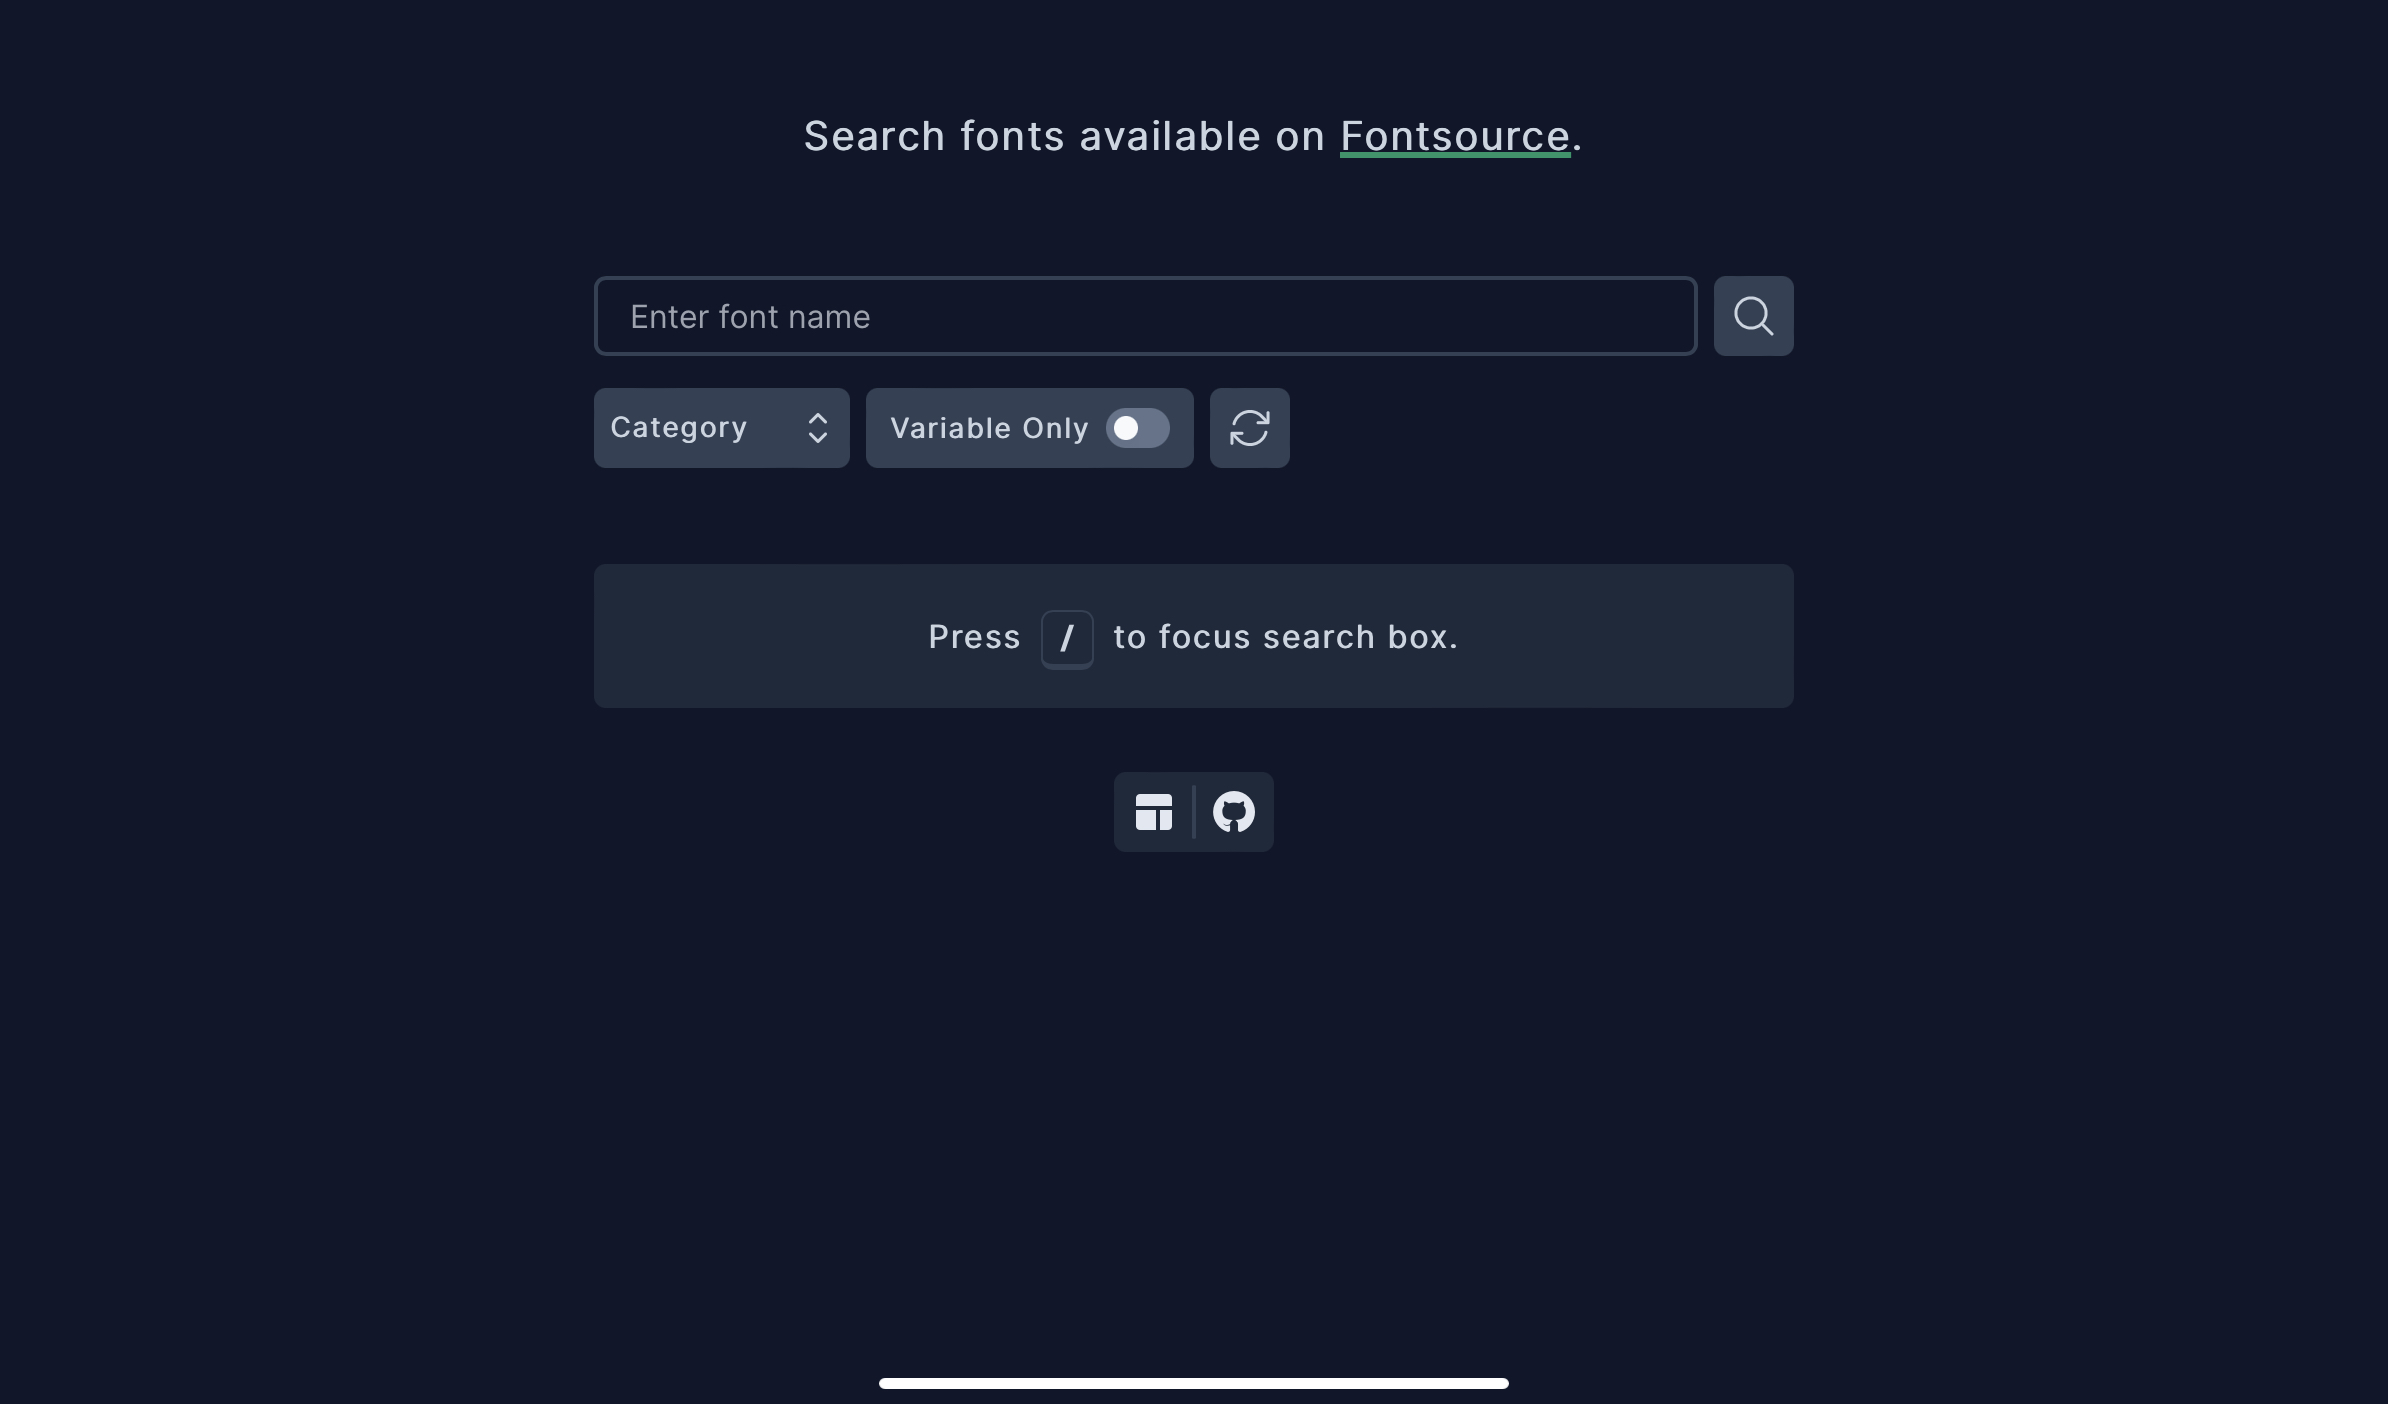 Search fonts available on Fontsource.
Enter font name
Category
Variable Only
Press / to focus search box.